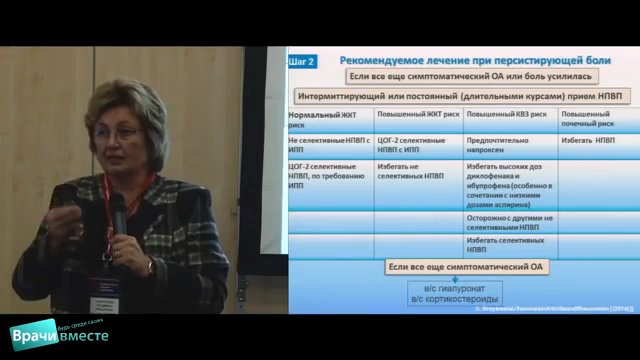 Шаг 2
Рекомендуемое лечение при персистирующей боли
Если все еще симптоматический ОА или боль усилилась
Интермиттирующий или постоянный (длительными курсами) прием НПВП
Нормальный ЖКТ
риск
Повышенный ЖКТ риск
Повышенный КВЗ риск
Повышенный
почечный риск
Не селективные НПВП с
ИПП
ЦОГ-2 селективные
НПВП с ИПП
Предпочтительно
напроксен
Избегать НПВП
ЦОГ-2 селективные
НПВП, по требованию
ИПП
Избегать не
селективных НПВП
Избегать высоких доз
диклофенака и
ибупрофена (особенно в
сочетании с низкими
дозами аспирина)
Осторожно с другими не
селективными НПВП
Избегать селективных
НПВП
Если все еще симптоматический ОА
в/с гиалуронат
в/с кортикостероиды
будь среди своих
Врачи вместе